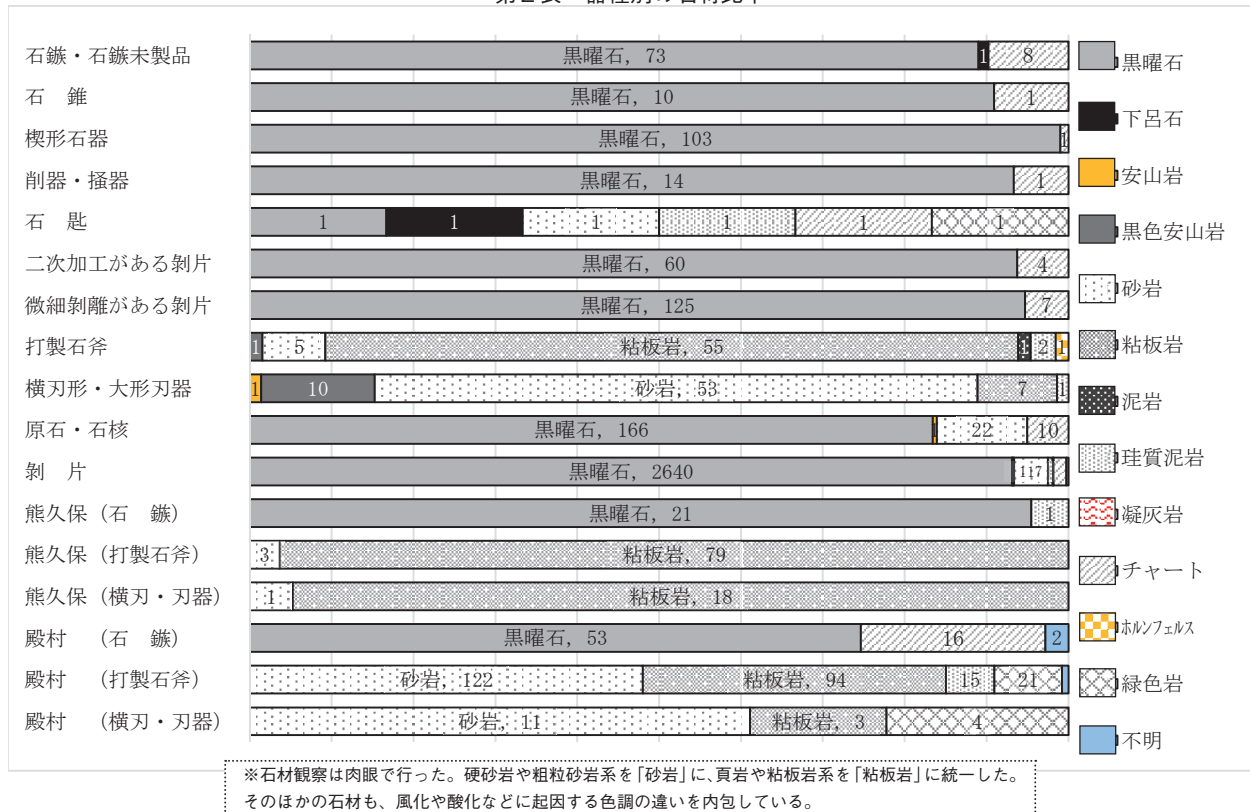 石鏃・石鏃未製品 黒曜石, 73 1 8
石 錐 黒曜石, 10 1
楔形石器 黒曜石, 103 1
削器・掻器 黒曜石, 14 1
石 匙 1 1 1 1 1 1
二次加工がある剝片 黒曜石, 60 4
微細剝離がある剝片 黒曜石, 125 7
打製石斧 1 5 粘板岩, 55 1 2 1
横刃形・大形刃器 1 10 砂岩, 53 7 1
原石・石核 黒曜石, 166 22 10
剝 片 黒曜石, 2640 117
熊久保（石 鏃） 黒曜石, 21 1
熊久保（打製石斧） 3 粘板岩, 79
熊久保（横刃・刃器） 1 粘板岩, 18
殿村 （石 鏃） 黒曜石, 53 16 2
殿村 （打製石斧） 砂岩, 122 粘板岩, 94 15 21
殿村 （横刃・刃器） 砂岩, 11 粘板岩, 3 4
黒曜石
下呂石
安山岩
黒色安山岩
砂岩
粘板岩
泥岩
珪質泥岩
凝灰岩
チャート
ホルンフェルス
緑色岩
不明
※石材観察は肉眼で行った。硬砂岩や粗粒砂岩系を「砂岩」に、頁岩や粘板岩系を「粘板岩」に統一した。
そのほかの石材も、風化や酸化などに起因する色調の違いを内包している。